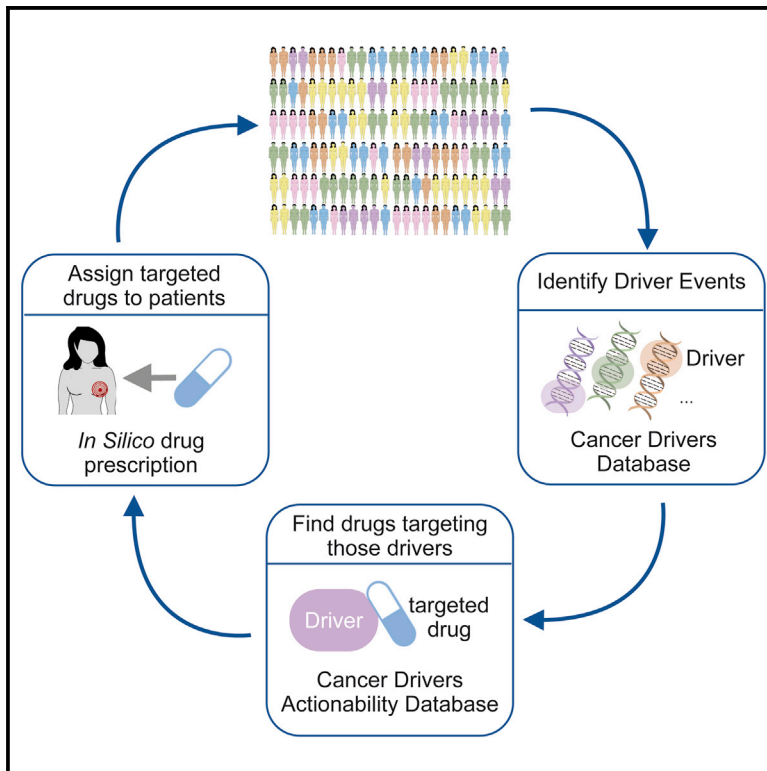 Assign targeted
drugs to patients
In Silico drug
prescription
Identify Driver Events
Driver
...
Cancer Drivers
Database
Find drugs targeting
those drivers
Driver
targeted
drug
Cancer Drivers
Actionability Database